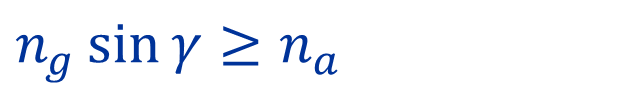 n_g sin γ ≥ n_a